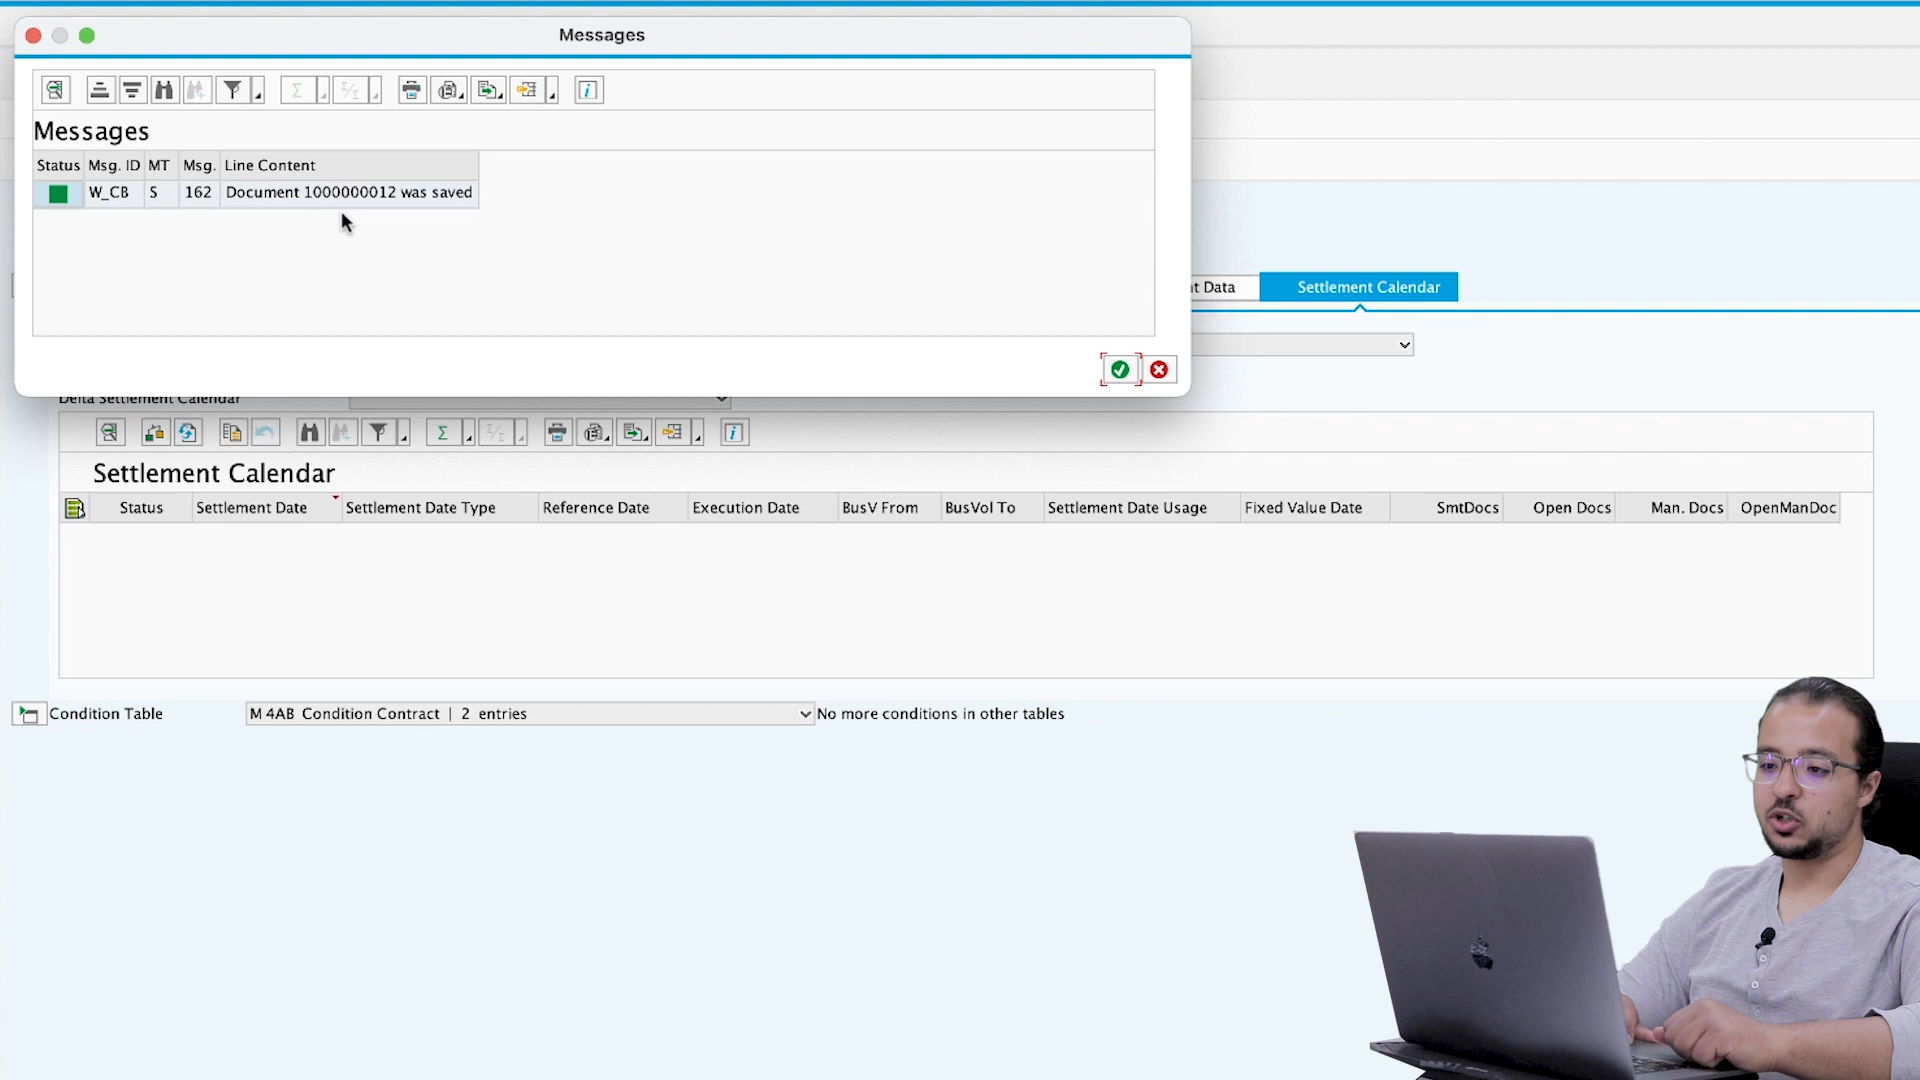 Messages
Messages
Status Msg. ID MT Msg. Line Content
W_CB S 162 Document 1000000012 was saved
t Data Settlement Calendar
Delta Settlement Calendar
Settlement Calendar
Status Settlement Date Settlement Date Type Reference Date Execution Date BusV From BusVol To Settlement Date Usage Fixed Value Date SmtDocs Open Docs Man. Docs OpenManDoc
Condition Table M 4AB Condition Contract | 2 entries No more conditions in other tables